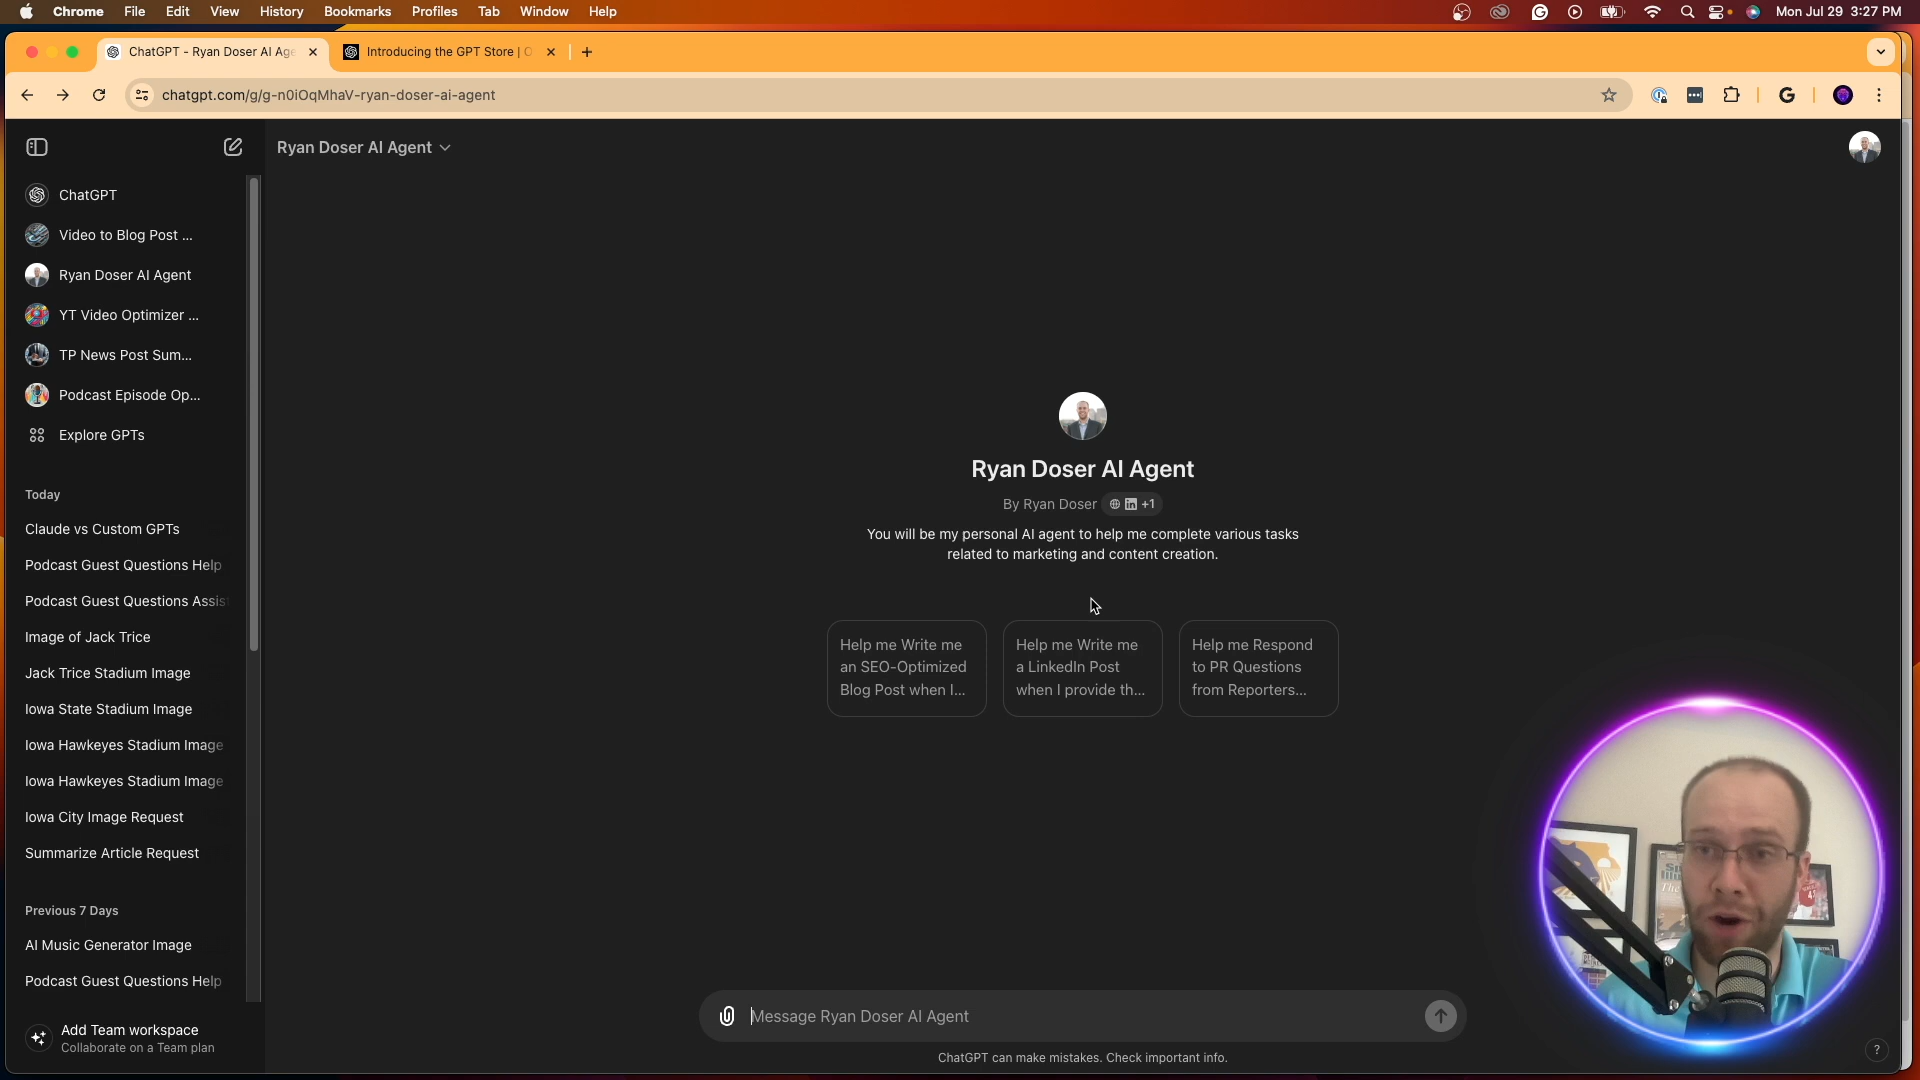 Chrome File Edit View History Bookmarks Profiles Tab Window Help Mon Jul 29 3:27 PM
ChatGPT - Ryan Doser AI Age
Introducing the GPT Store |
chatgpt.com/g/g-n0iOqMhaV-ryan-doser-ai-agent
Ryan Doser AI Agent
ChatGPT
Video to Blog Post ...
Ryan Doser AI Agent
YT Video Optimizer ...
TP News Post Sum...
Podcast Episode Op...
Explore GPTs
Today
Claude vs Custom GPTs
Podcast Guest Questions Help
Podcast Guest Questions Assis
Image of Jack Trice
Jack Trice Stadium Image
Iowa State Stadium Image
Iowa Hawkeyes Stadium Image
Iowa Hawkeyes Stadium Image
Iowa City Image Request
Summarize Article Request
Previous 7 Days
AI Music Generator Image
Podcast Guest Questions Help
Add Team workspace
Collaborate on a Team plan
Ryan Doser AI Agent
By Ryan Doser +1
You will be my personal AI agent to help me complete various tasks
related to marketing and content creation.
Help me Write me
an SEO-Optimized
Blog Post when I...
Help me Write me
a LinkedIn Post
when I provide th...
Help me Respond
to PR Questions
from Reporters...
Message Ryan Doser AI Agent
ChatGPT can make mistakes. Check important info.
?